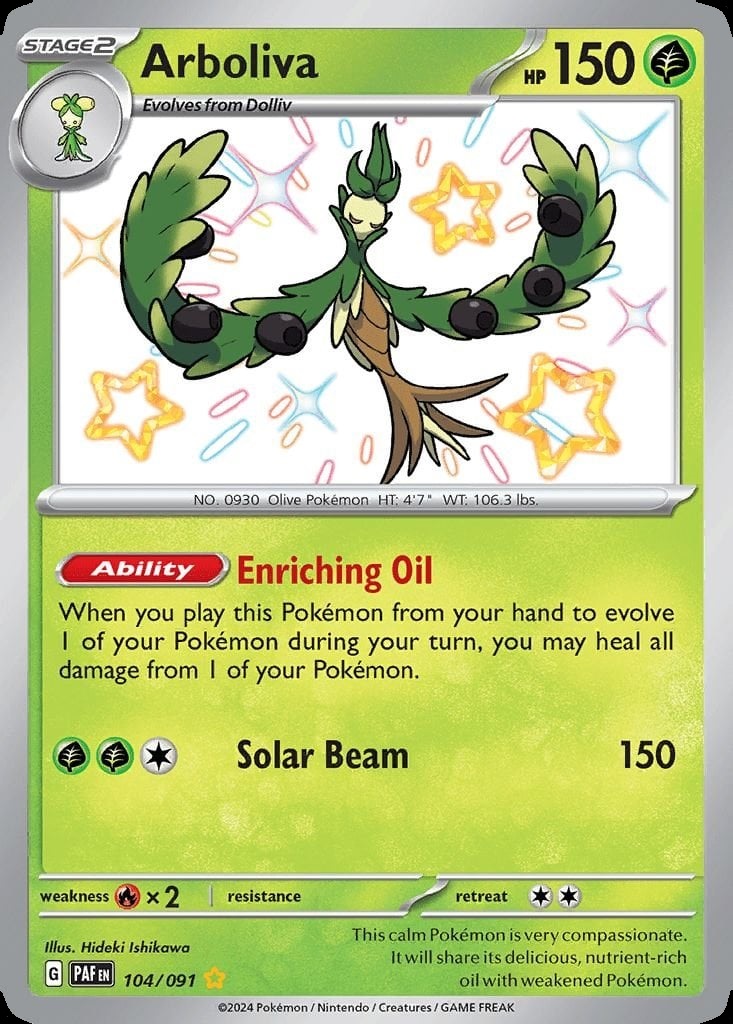 STAGE2
Arboliva
HP 150
Evolves from Dolliv
NO. 0930 Olive Pokémon HT: 4'7" WT: 106.3 lbs.
Ability Enriching Oil
When you play this Pokémon from your hand to evolve
1 of your Pokémon during your turn, you may heal all
damage from 1 of your Pokémon.
Solar Beam 150
weakness ×2 resistance retreat
Illus. Hideki Ishikawa
G PAF EN 104/091
This calm Pokémon is very compassionate.
It will share its delicious, nutrient-rich
oil with weakened Pokémon.
©2024 Pokémon / Nintendo / Creatures / GAME FREAK